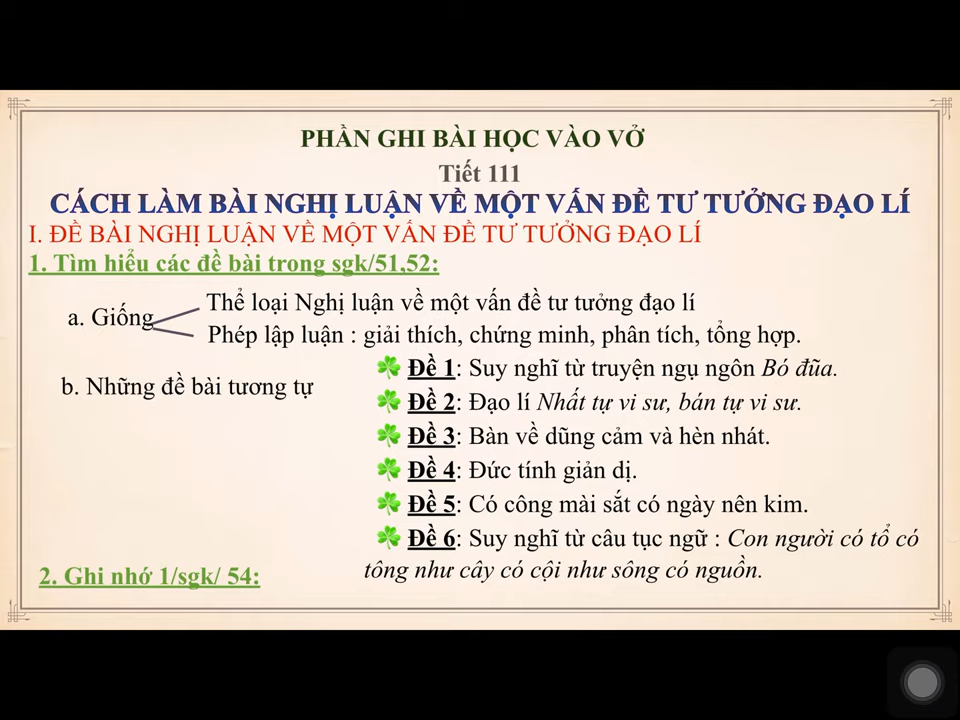 PHẦN GHI BÀI HỌC VÀO VỞ
Tiết 111
CÁCH LÀM BÀI NGHỊ LUẬN VỀ MỘT VẤN ĐỀ TƯ TƯỞNG ĐẠO LÍ
I. ĐỀ BÀI NGHỊ LUẬN VỀ MỘT VẤN ĐỀ TƯ TƯỞNG ĐẠO LÍ
1. Tìm hiểu các đề bài trong sgk/51,52:
a. Giống
Thể loại Nghị luận về một vấn đề tư tưởng đạo lí
Phép lập luận : giải thích, chứng minh, phân tích, tổng hợp.
b. Những đề bài tương tự
Đề 1: Suy nghĩ từ truyện ngụ ngôn Bó đũa.
Đề 2: Đạo lí Nhất tự vi sư, bán tự vi sư.
Đề 3: Bàn về dũng cảm và hèn nhát.
Đề 4: Đức tính giản dị.
Đề 5: Có công mài sắt có ngày nên kim.
Đề 6: Suy nghĩ từ câu tục ngữ : Con người có tổ có
tông như cây có cội như sông có nguồn.
2. Ghi nhớ 1/sgk/ 54: